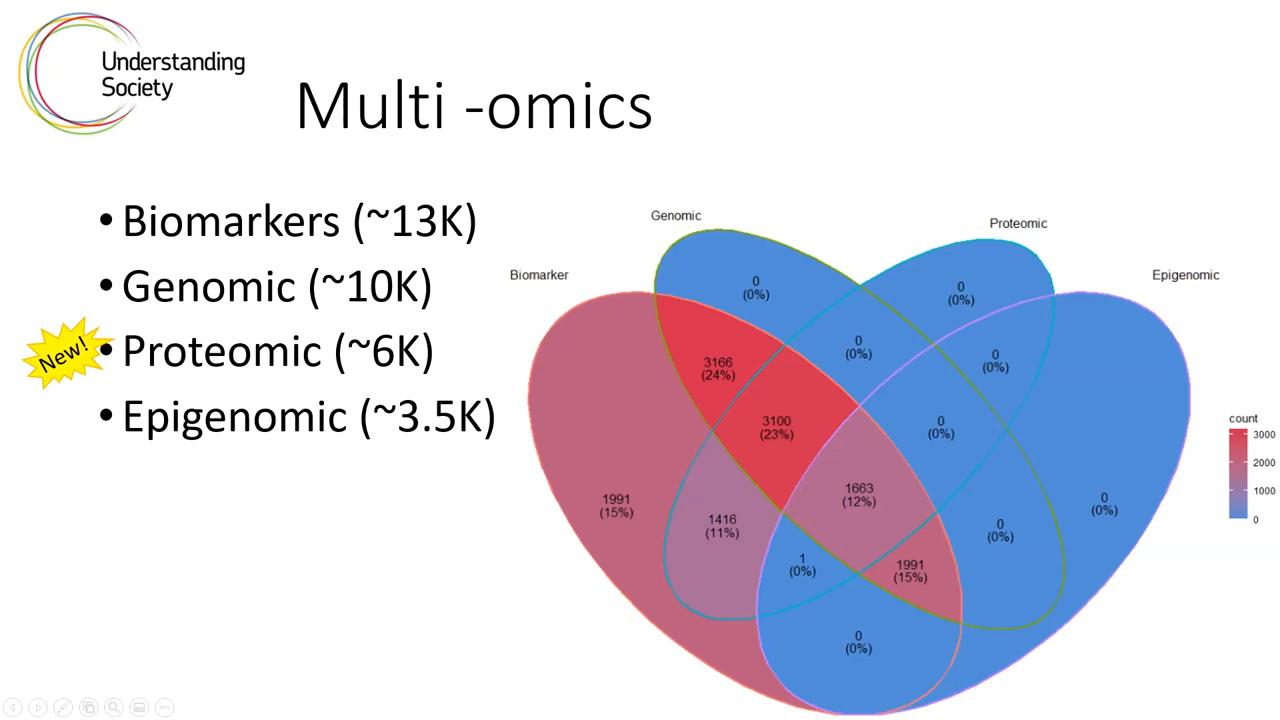 Understanding
Society
Multi -omics
• Biomarkers (~13K)
• Genomic (~10K)
New!
• Proteomic (~6K)
• Epigenomic (~3.5K)
Genomic
Proteomic
Biomarker
Epigenomic
0
(0%)
0
(0%)
0
(0%)
0
(0%)
3166
(24%)
3100
(23%)
0
(0%)
1991
(15%)
1416
(11%)
1663
(12%)
0
(0%)
0
(0%)
1
(0%)
1991
(15%)
0
(0%)
count
3000
2000
1000
0